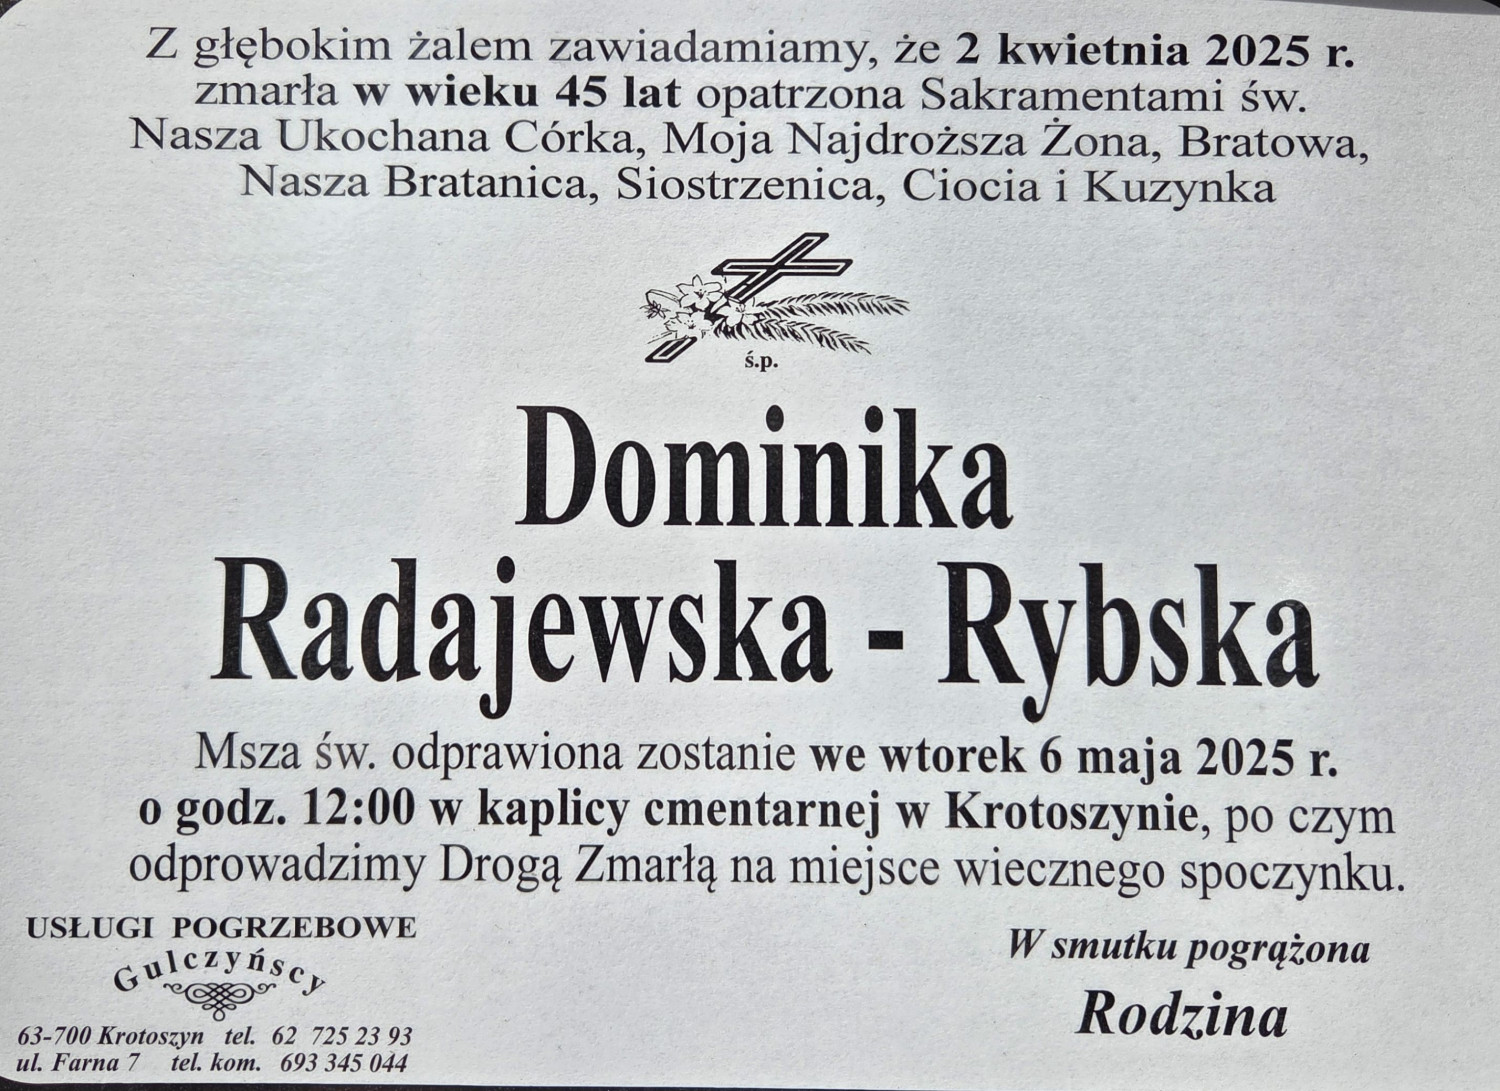 Z głębokim żalem zawiadamiamy, że 2 kwietnia 2025 r.
zmarła w wieku 45 lat opatrzona Sakramentami św.
Nasza Ukochana Córka, Moja Najdroższa Żona, Bratowa,
Nasza Bratanica, Siostrzenica, Ciocia i Kuzynka
ś.p.
Dominika
Radajewska - Rybska
Msza św. odprawiona zostanie we wtorek 6 maja 2025 r.
o godz. 12:00 w kaplicy cmentarnej w Krotoszynie, po czym
odprowadzimy Drogą Zmarłą na miejsce wiecznego spoczynku.
USŁUGI POGRZEBOWE
Gulczyńscy
63-700 Krotoszyn tel. 62 725 23 93
ul. Farna 7 tel. kom. 693 345 044
W smutku pogrążona
Rodzina